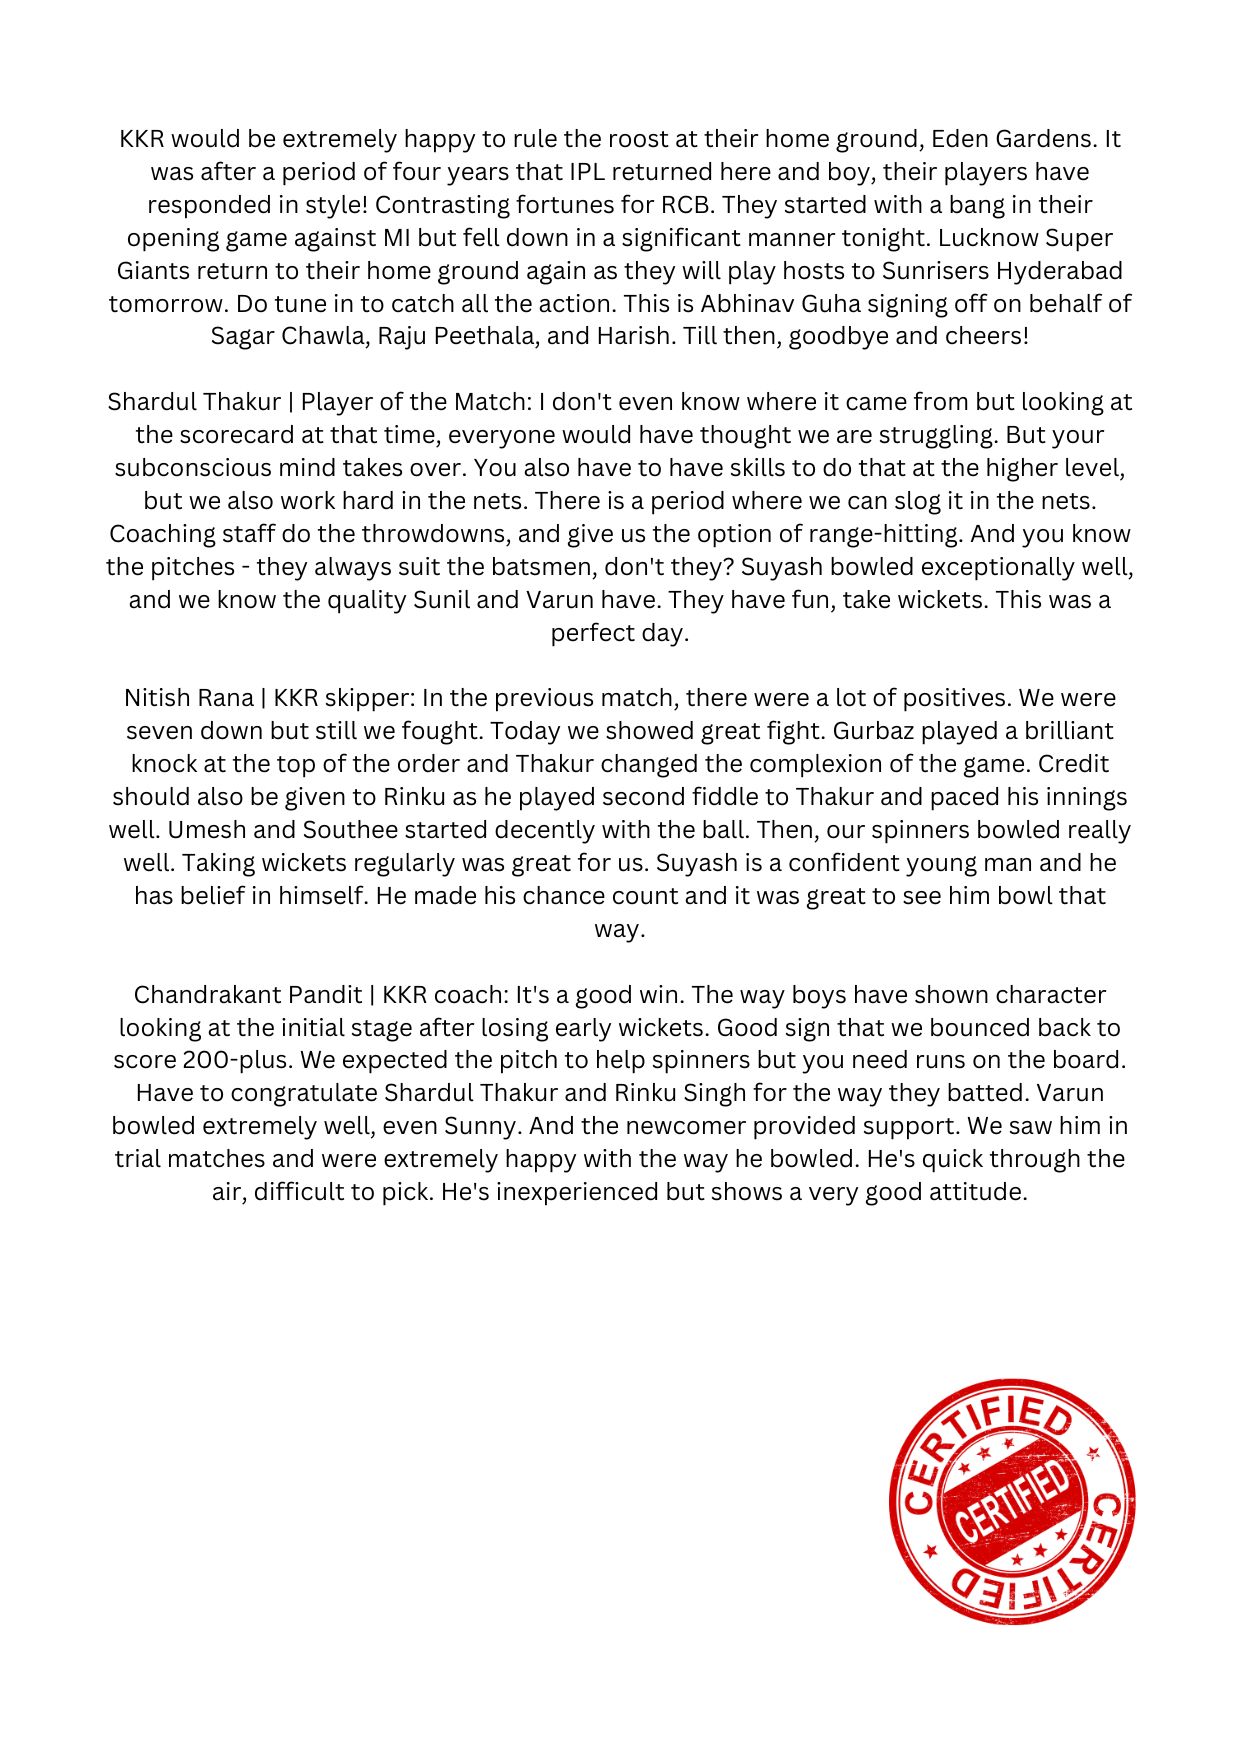 KKR would be extremely happy to rule the roost at their home ground, Eden Gardens. It
was after a period of four years that IPL returned here and boy, their players have
responded in style! Contrasting fortunes for RCB. They started with a bang in their
opening game against MI but fell down in a significant manner tonight. Lucknow Super
Giants return to their home ground again as they will play hosts to Sunrisers Hyderabad
tomorrow. Do tune in to catch all the action. This is Abhinav Guha signing off on behalf of
Sagar Chawla, Raju Peethala, and Harish. Till then, goodbye and cheers!
Shardul Thakur | Player of the Match: I don't even know where it came from but looking at
the scorecard at that time, everyone would have thought we are struggling. But your
subconscious mind takes over. You also have to have skills to do that at the higher level,
but we also work hard in the nets. There is a period where we can slog it in the nets.
Coaching staff do the throwdowns, and give us the option of range-hitting. And you know
the pitches - they always suit the batsmen, don't they? Suyash bowled exceptionally well,
and we know the quality Sunil and Varun have. They have fun, take wickets. This was a
perfect day.
Nitish Rana | KKR skipper: In the previous match, there were a lot of positives. We were
seven down but still we fought. Today we showed great fight. Gurbaz played a brilliant
knock at the top of the order and Thakur changed the complexion of the game. Credit
should also be given to Rinku as he played second fiddle to Thakur and paced his innings
well. Umesh and Southee started decently with the ball. Then, our spinners bowled really
well. Taking wickets regularly was great for us. Suyash is a confident young man and he
has belief in himself. He made his chance count and it was great to see him bowl that
way.
Chandrakant Pandit | KKR coach: It's a good win. The way boys have shown character
looking at the initial stage after losing early wickets. Good sign that we bounced back to
score 200-plus. We expected the pitch to help spinners but you need runs on the board.
Have to congratulate Shardul Thakur and Rinku Singh for the way they batted. Varun
bowled extremely well, even Sunny. And the newcomer provided support. We saw him in
trial matches and were extremely happy with the way he bowled. He's quick through the
air, difficult to pick. He's inexperienced but shows a very good attitude.
CERTIFIED
CERTIFIED
CERTIFIED